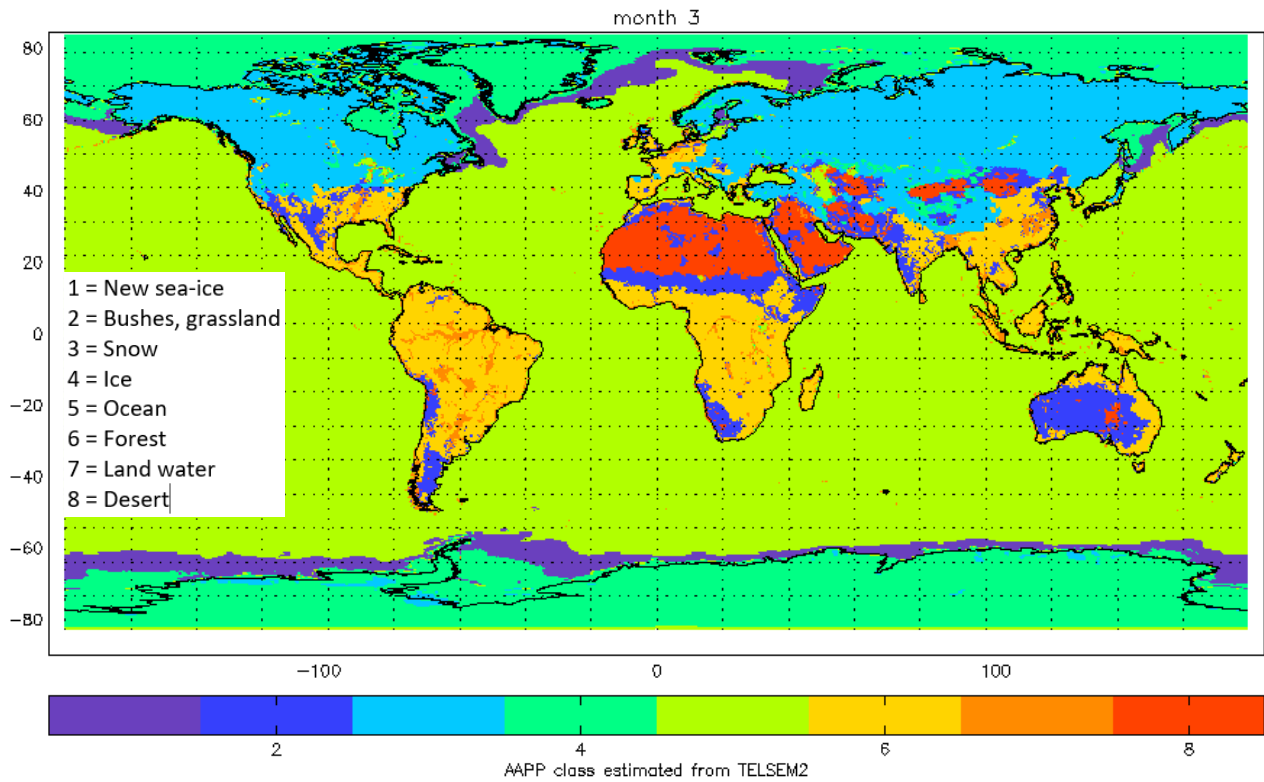 month 3
80
60
40
20
0
−20
−40
−60
−80
1 = New sea-ice
2 = Bushes, grassland
3 = Snow
4 = Ice
5 = Ocean
6 = Forest
7 = Land water
8 = Desert
−100 0 100
2 4 6 8
AAPP class estimated from TELSEM2